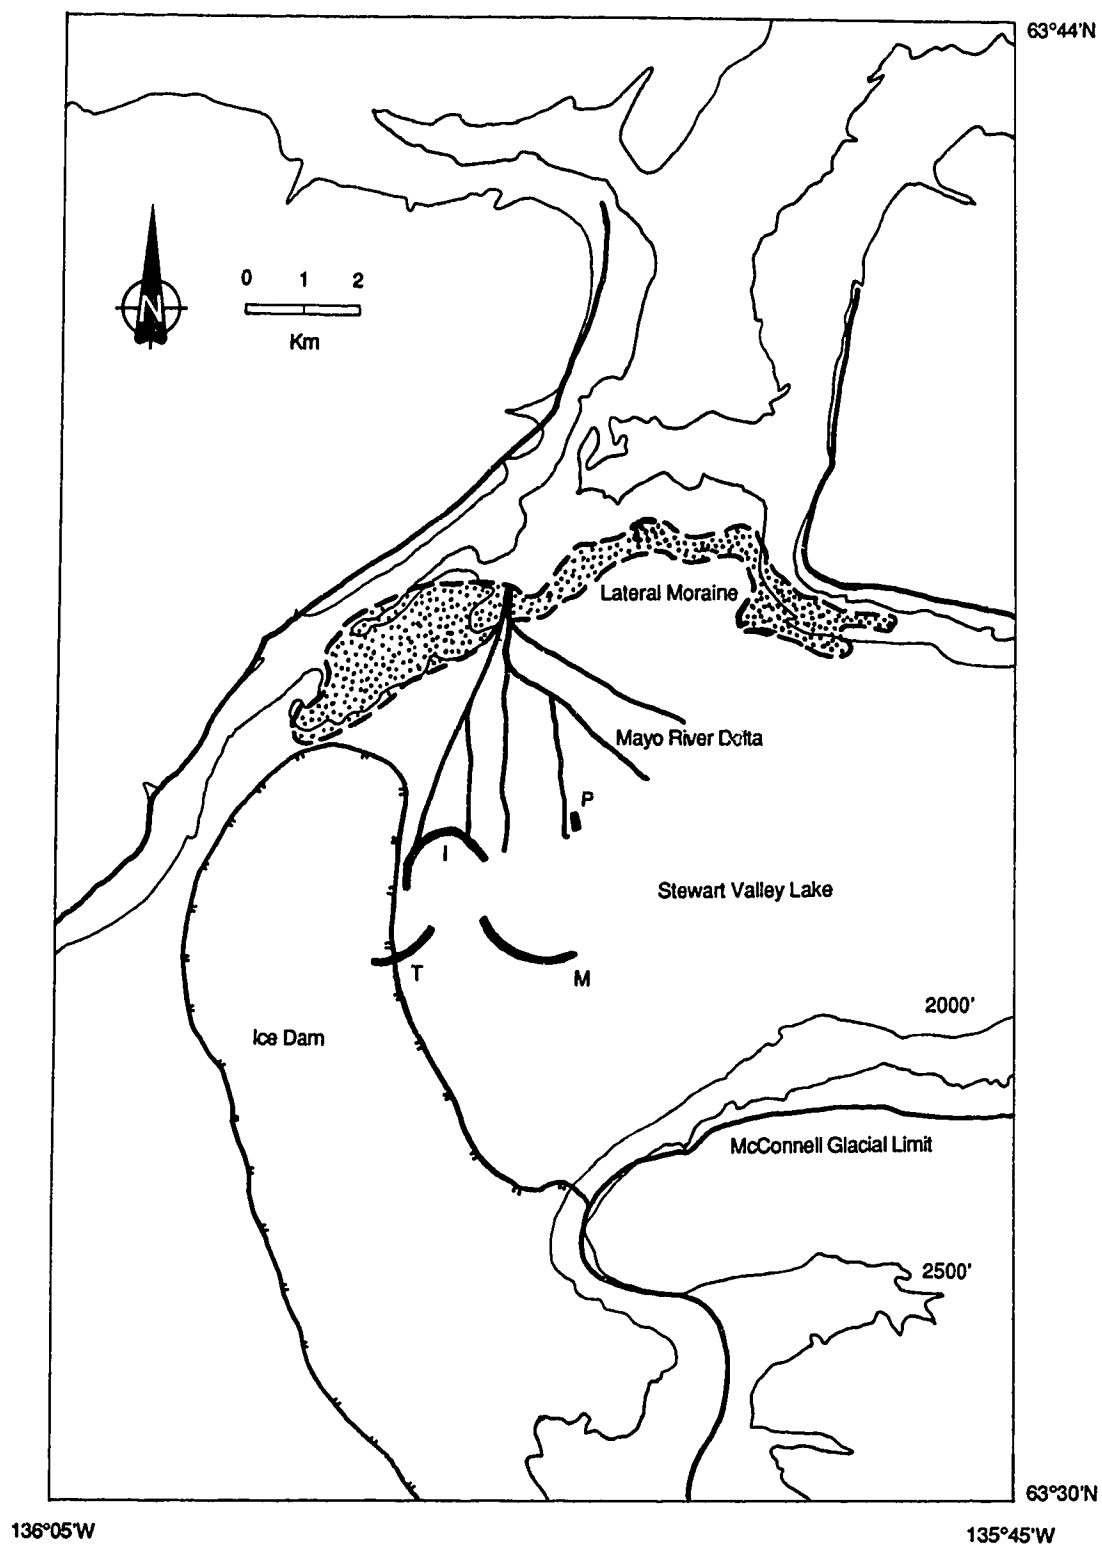 63°44'N
N
0 1 2
Km
Lateral Moraine
Mayo River Delta
P
I
Stewart Valley Lake
T
M
2000'
Ice Dam
McConnell Glacial Limit
2500'
63°30'N
136°05'W
135°45'W